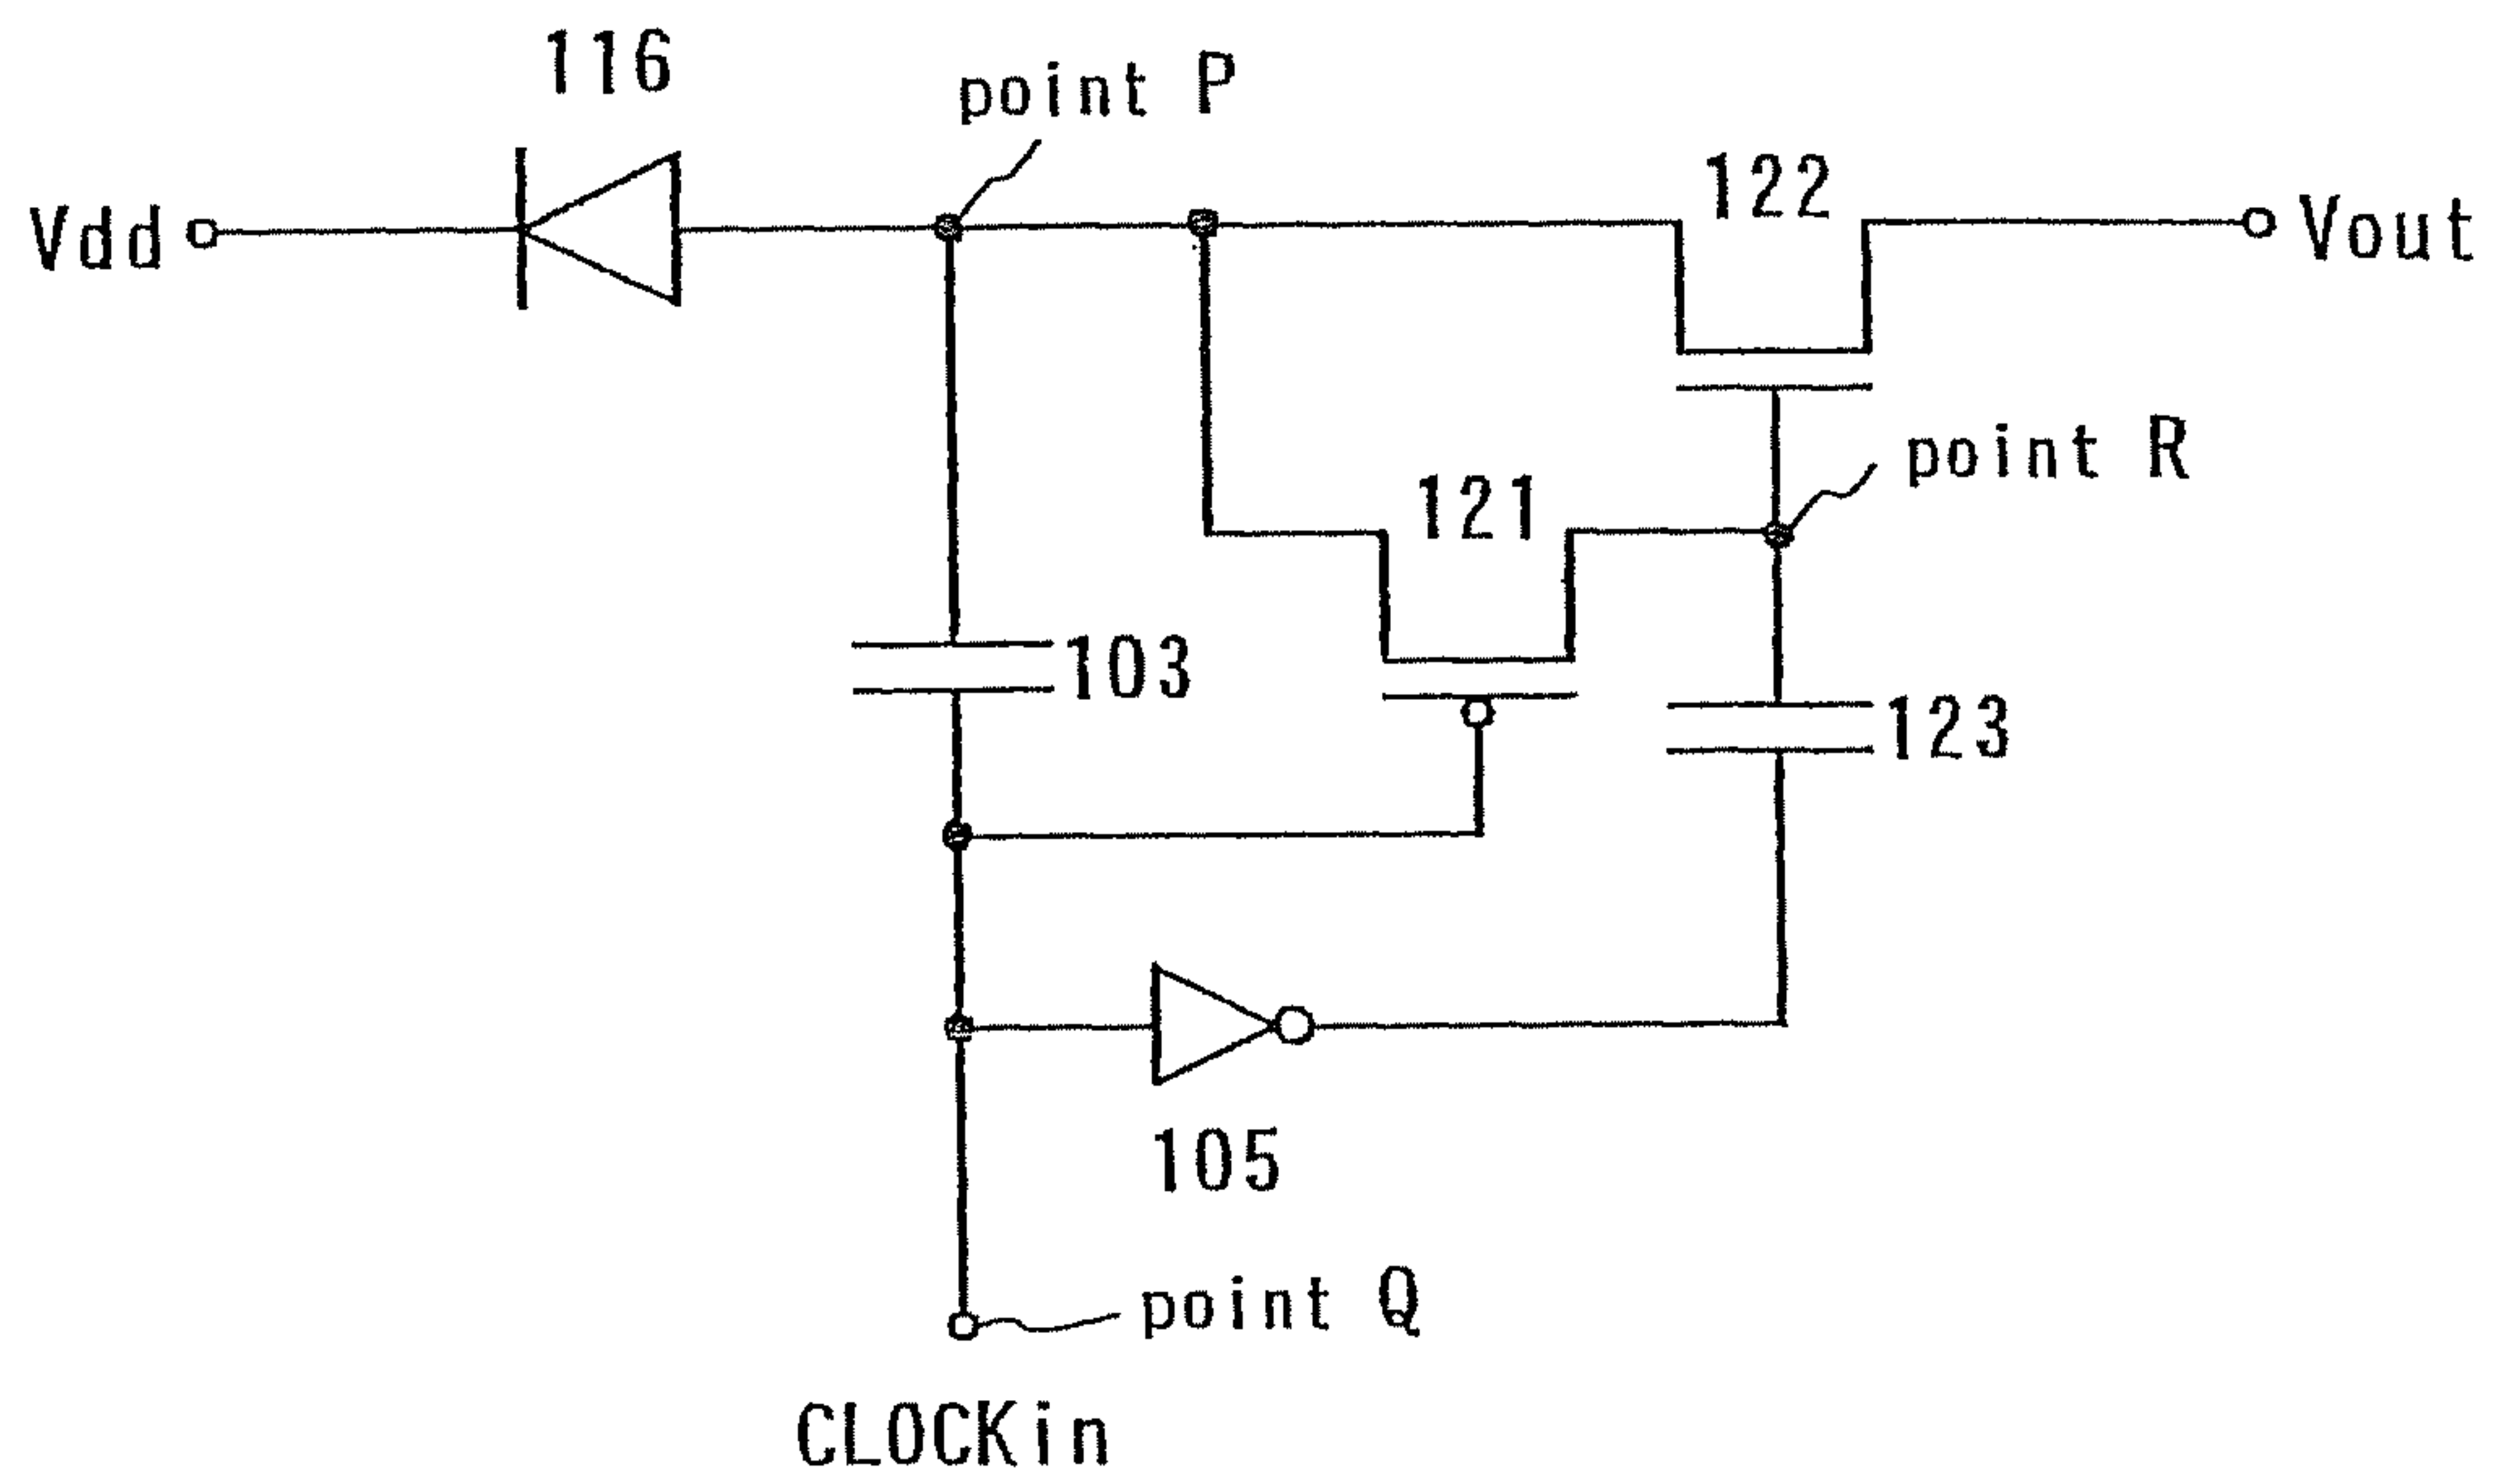 116
point P
122
Vdd
Vout
point R
121
103
123
105
point Q
CLOCKin